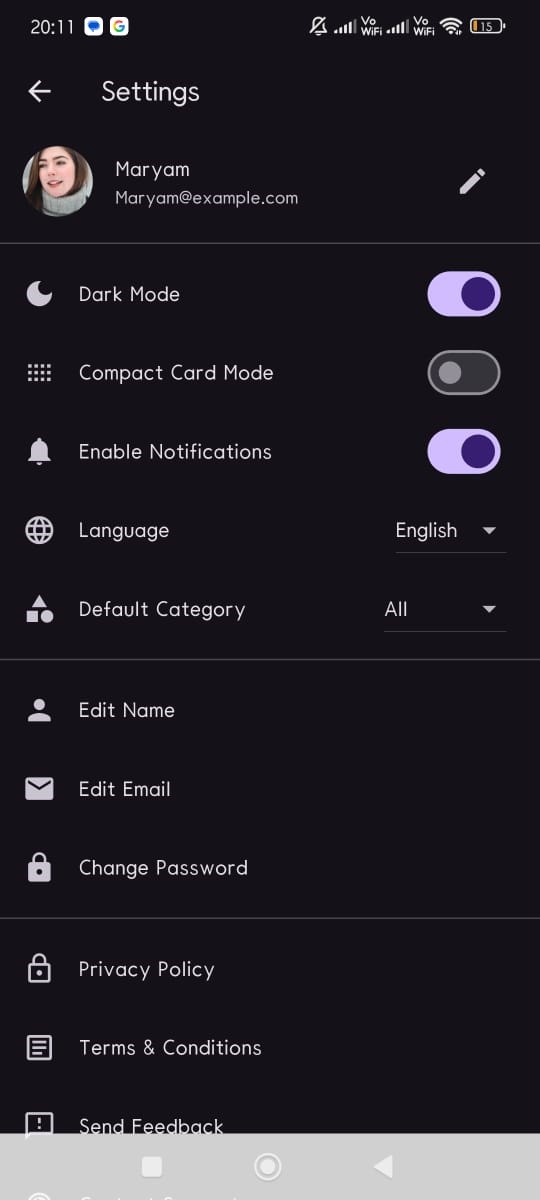 20:11
Vo
WiFi
Vo
WiFi
15
Settings
Maryam
Maryam@example.com
Dark Mode
Compact Card Mode
Enable Notifications
Language
English
Default Category
All
Edit Name
Edit Email
Change Password
Privacy Policy
Terms & Conditions
Send Feedback